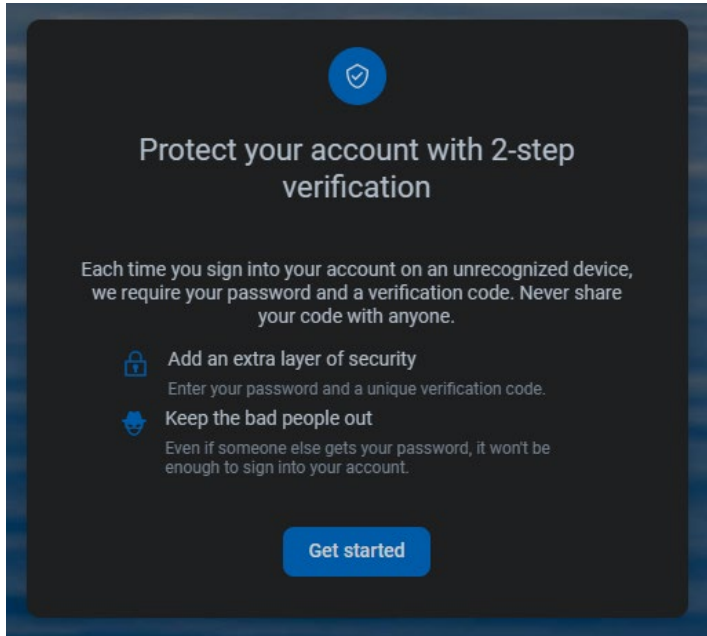 Protect your account with 2-step
verification
Each time you sign into your account on an unrecognized device,
we require your password and a verification code. Never share
your code with anyone.
Add an extra layer of security
Enter your password and a unique verification code.
Keep the bad people out
Even if someone else gets your password, it won't be
enough to sign into your account.
Get started